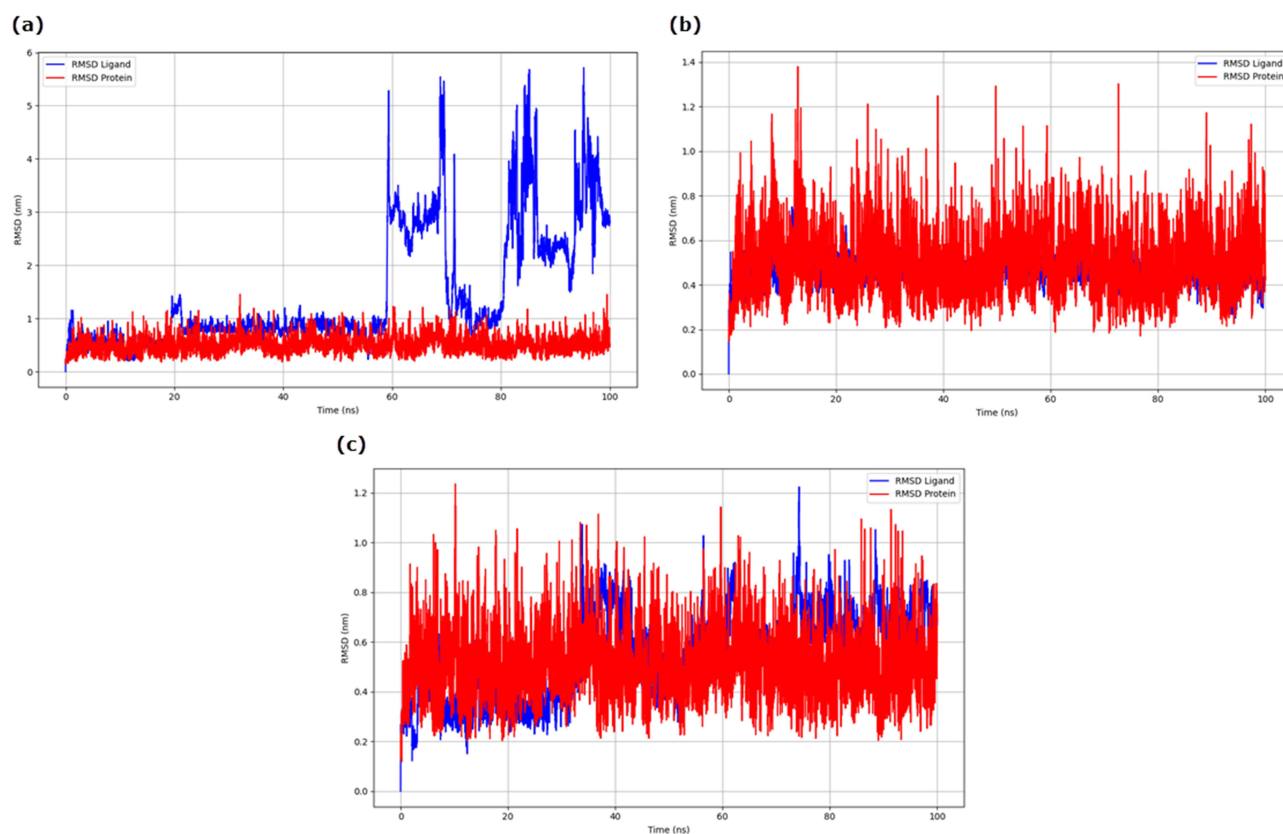 (a)
6
5
4
3
2
1
0
RMSD (nm)
RMSD Ligand
RMSD Protein
0
20
40
60
80
100
Time (ns)
(b)
1.4
1.2
1.0
0.8
0.6
0.4
0.2
0.0
RMSD (nm)
RMSD Ligand
RMSD Protein
0
20
40
60
80
100
Time (ns)
(c)
1.2
1.0
0.8
0.6
0.4
0.2
0.0
RMSD (nm)
RMSD Ligand
RMSD Protein
0
20
40
60
80
100
Time (ns)